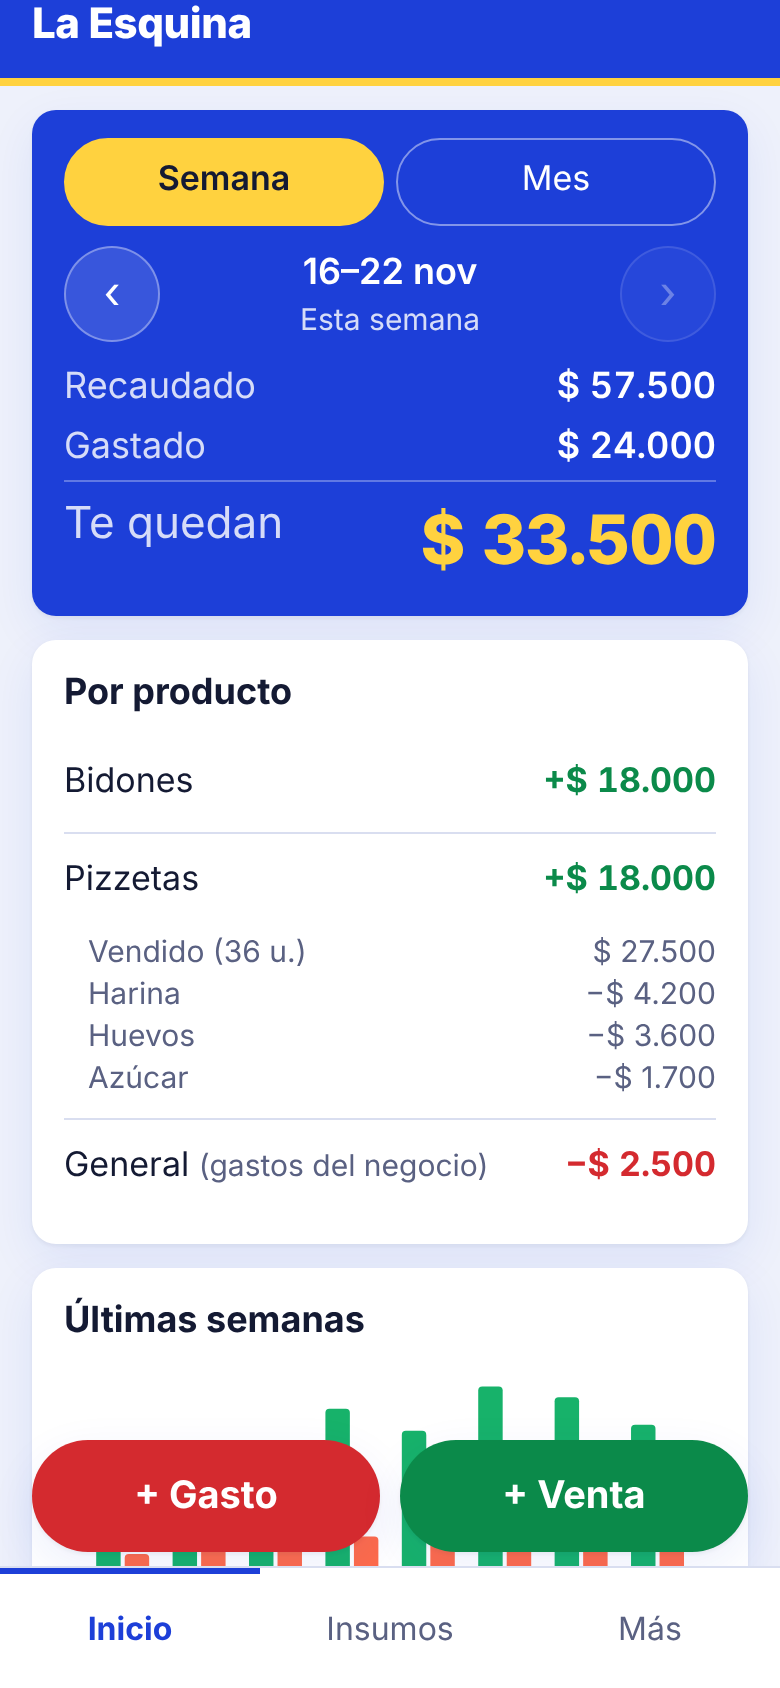 La Esquina
Semana Mes
‹ 16–22 nov ›
Esta semana
Recaudado $ 57.500
Gastado $ 24.000
Te quedan $ 33.500
Por producto
Bidones +$ 18.000
Pizzetas +$ 18.000
Vendido (36 u.) $ 27.500
Harina −$ 4.200
Huevos −$ 3.600
Azúcar −$ 1.700
General (gastos del negocio) −$ 2.500
Últimas semanas
+ Gasto + Venta
Inicio Insumos Más